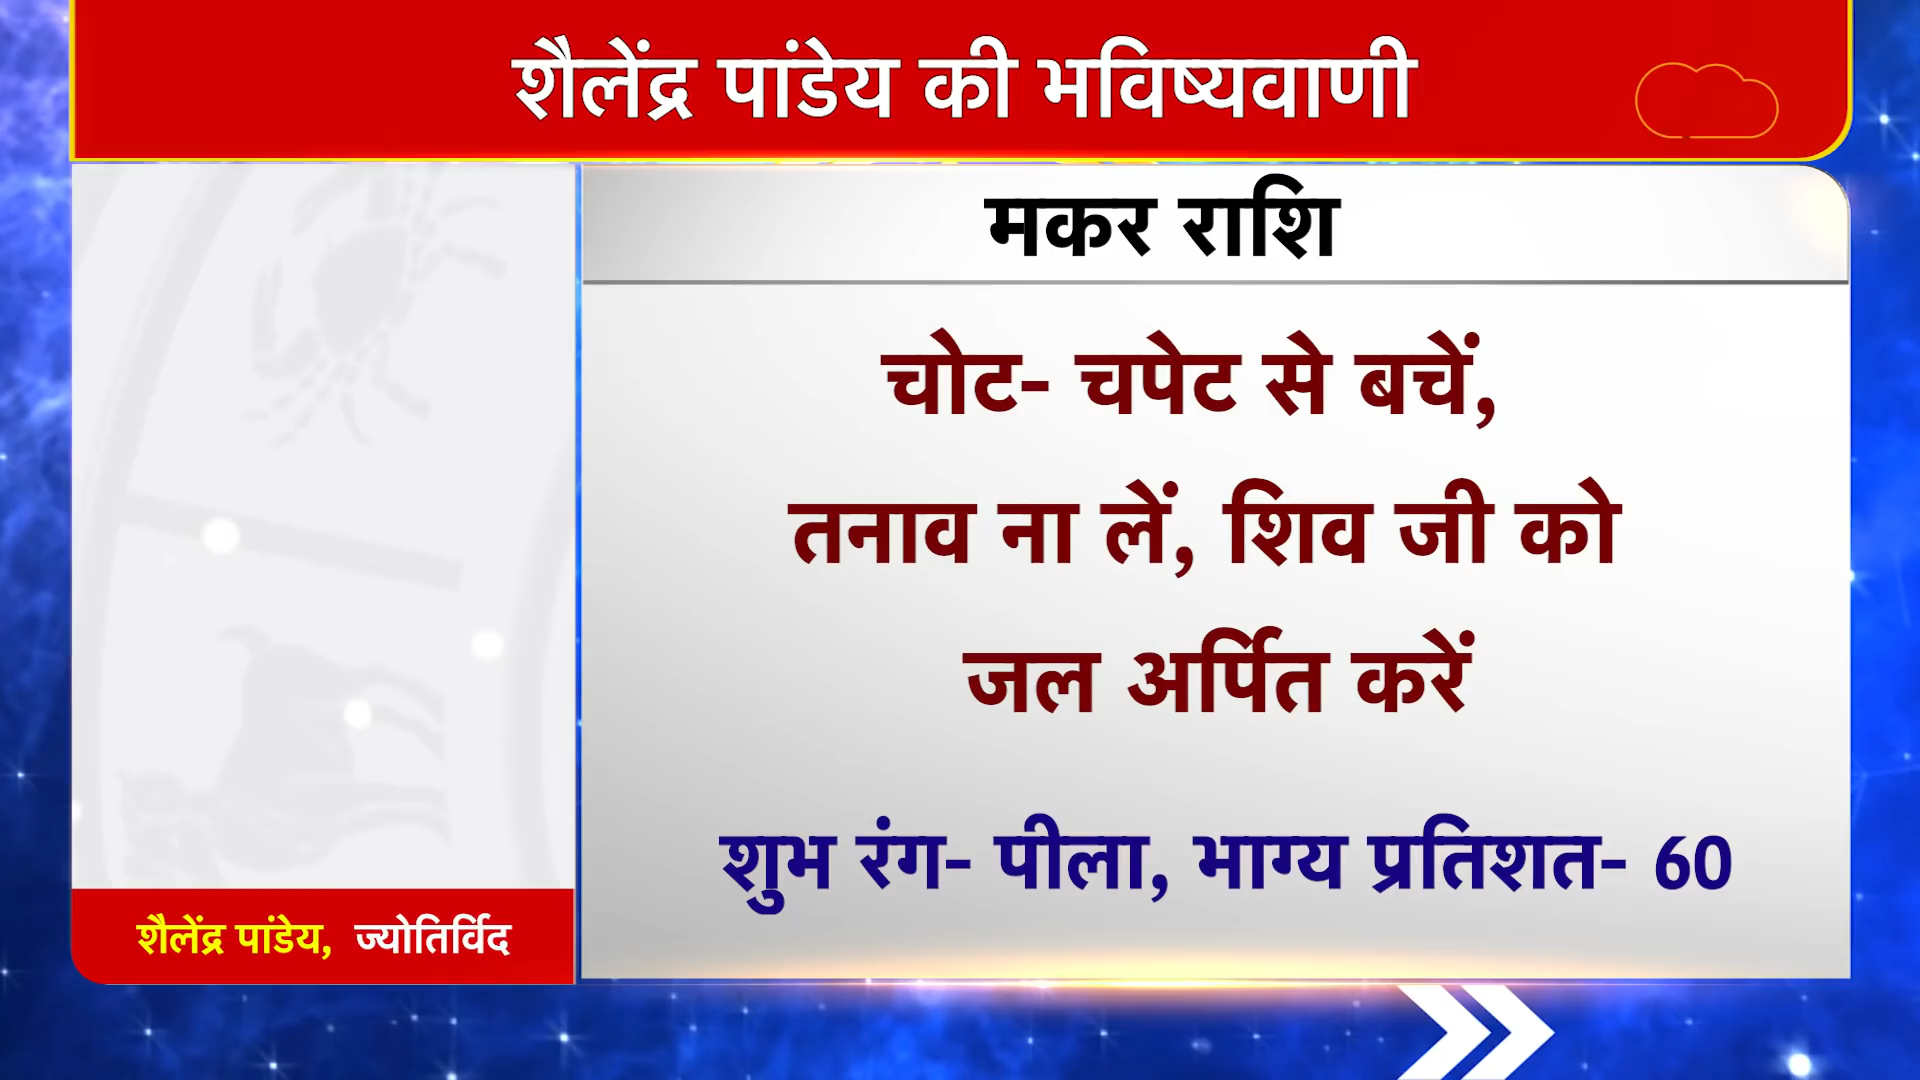 शैलेंद्र पांडेय की भविष्यवाणी
मकर राशि
चोट- चपेट से बचें,
तनाव ना लें, शिव जी को
जल अर्पित करें
शुभ रंग- पीला, भाग्य प्रतिशत- 60
शैलेंद्र पांडेय, ज्योतिर्विद